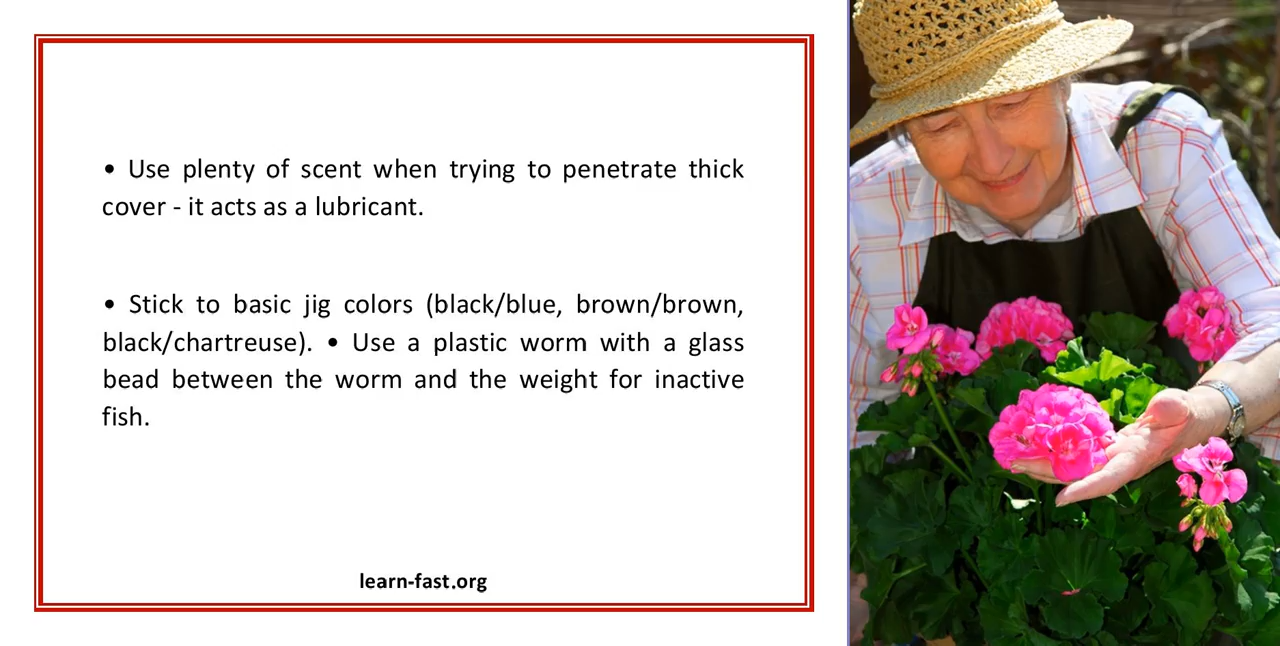 • Use plenty of scent when trying to penetrate thick
cover - it acts as a lubricant.
• Stick to basic jig colors (black/blue, brown/brown,
black/chartreuse). • Use a plastic worm with a glass
bead between the worm and the weight for inactive
fish.
learn-fast.org